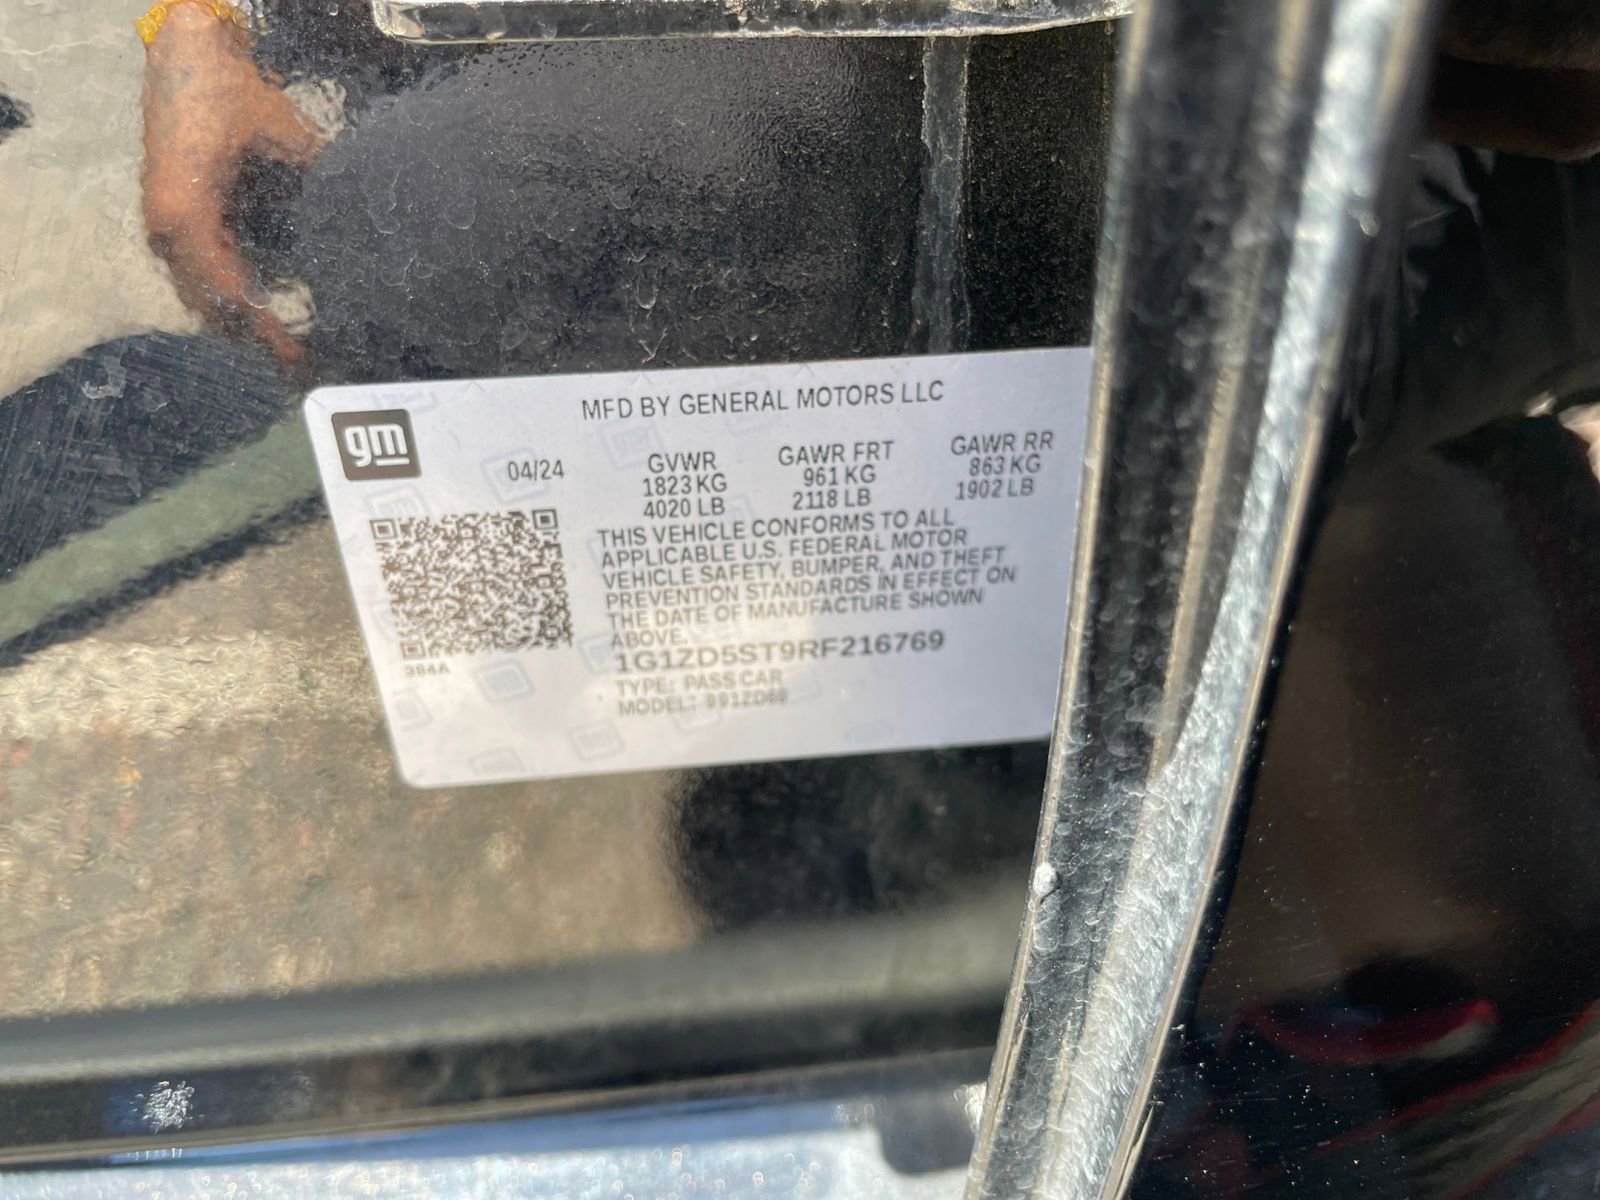 gm
MFD BY GENERAL MOTORS LLC
04/24
GVWR
1823 KG
4020 LB
GAWR FRT
961 KG
2118 LB
GAWR RR
863 KG
1902 LB
THIS VEHICLE CONFORMS TO ALL
APPLICABLE U.S. FEDERAL MOTOR
VEHICLE SAFETY, BUMPER, AND THEFT
PREVENTION STANDARDS IN EFFECT ON
THE DATE OF MANUFACTURE SHOWN
ABOVE.
1G1ZD5ST9RF216769
TYPE: PASS CAR
MODEL:
984A